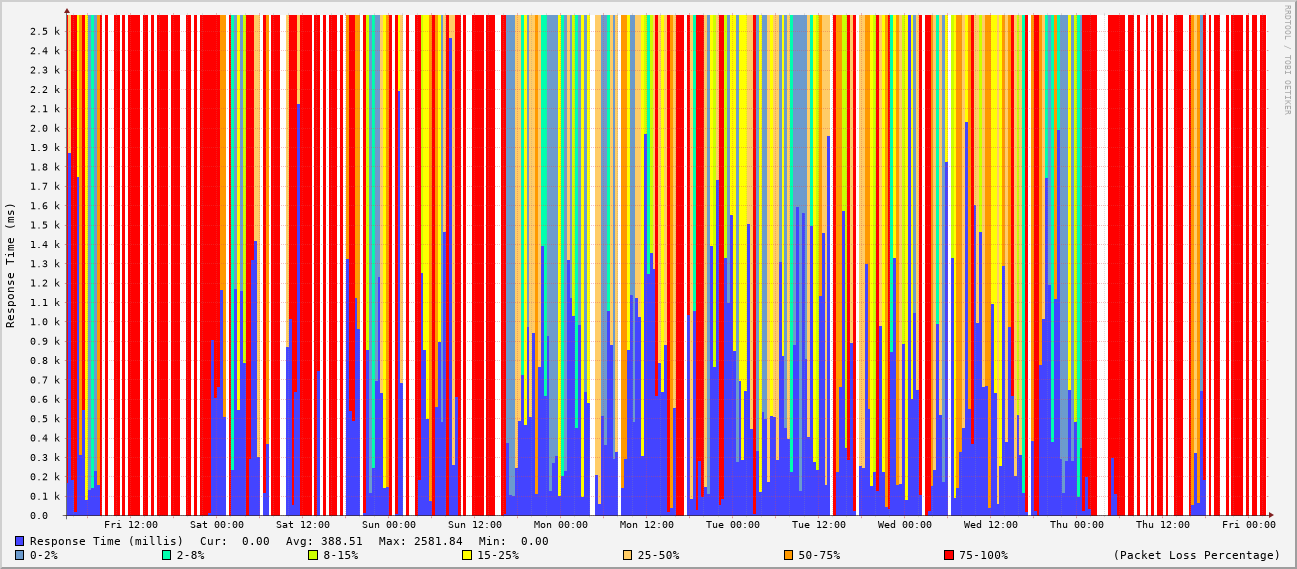 RRDTOOL / TOBI OETIKER
Response Time (ms)
2.5 k
2.4 k
2.3 k
2.2 k
2.1 k
2.0 k
1.9 k
1.8 k
1.7 k
1.6 k
1.5 k
1.4 k
1.3 k
1.2 k
1.1 k
1.0 k
0.9 k
0.8 k
0.7 k
0.6 k
0.5 k
0.4 k
0.3 k
0.2 k
0.1 k
0.0
Fri 12:00 Sat 00:00 Sat 12:00 Sun 00:00 Sun 12:00 Mon 00:00 Mon 12:00 Tue 00:00 Tue 12:00 Wed 00:00 Wed 12:00 Thu 00:00 Thu 12:00 Fri 00:00
Response Time (millis) Cur: 0.00 Avg: 388.51 Max: 2581.84 Min: 0.00
0-2% 2-8% 8-15% 15-25% 25-50% 50-75% 75-100% (Packet Loss Percentage)